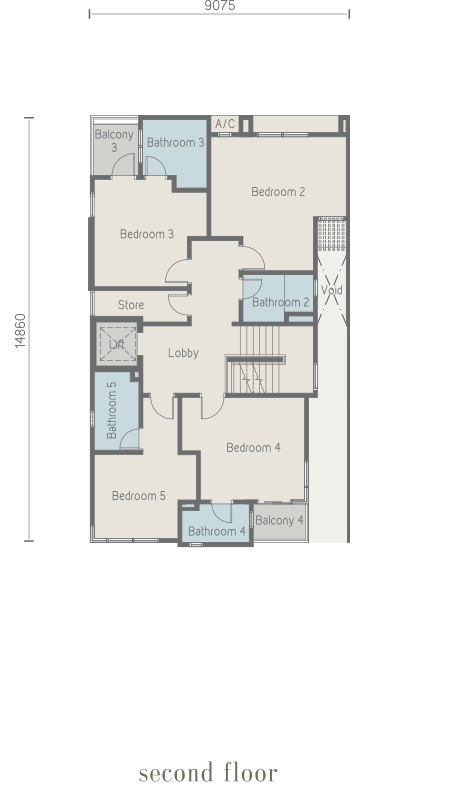 9075
14860
A/C
Balcony
3
Bathroom 3
Bedroom 2
Bedroom 3
Void
Store
Bathroom 2
Lift
Lobby
Bathroom 5
Bedroom 4
Bedroom 5
Balcony 4
Bathroom 4
second floor